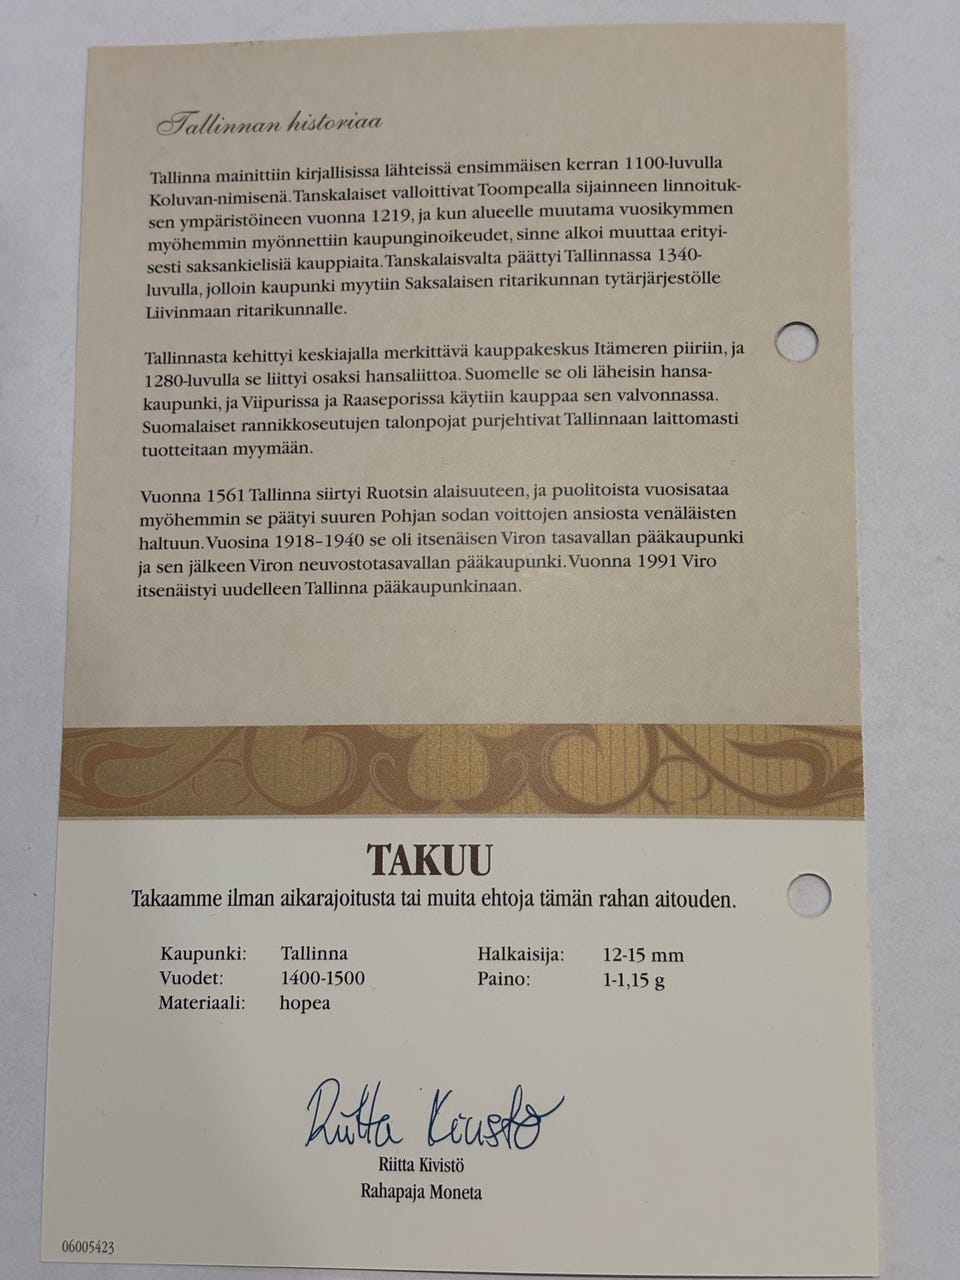 Tallinnan historiaa
Tallinna mainittiin kirjallisissa lähteissä ensimmäisen kerran 1100-luvulla
Koluvan-nimisenä. Tanskalaiset valloittivat Toompealla sijainneen linnoituk-
sen ympäristöineen vuonna 1219, ja kun alueelle muutama vuosikymmen
myöhemmin myönnettiin kaupunginoikeudet, sinne alkoi muuttaa erityi-
sesti saksankielisiä kauppiaita. Tanskalaisvalta päättyi Tallinnassa 1340-
luvulla, jolloin kaupunki myytiin Saksalaisen ritarikunnan tytärjärjestölle
Liivinmaan ritarikunnalle.
Tallinnasta kehittyi keskiajalla merkittävä kauppakeskus Itämeren piiriin, ja
1280-luvulla se liittyi osaksi hansaliittoa. Suomelle se oli läheisin hansa-
kaupunki, ja Viipurissa ja Raaseporissa käytiin kauppaa sen valvonnassa.
Suomalaiset rannikkoseutujen talonpojat purjehtivat Tallinnaan laittomasti
tuotteitaan myymään.
Vuonna 1561 Tallinna siirtyi Ruotsin alaisuuteen, ja puolitoista vuosisataa
myöhemmin se päätyi suuren Pohjan sodan voittojen ansiosta venäläisten
haltuun. Vuosina 1918–1940 se oli itsenäisen Viron tasavallan pääkaupunki
ja sen jälkeen Viron neuvostotasavallan pääkaupunki. Vuonna 1991 Viro
itsenäistyi uudelleen Tallinna pääkaupunkinaan.
TAKUU
Takaamme ilman aikarajoitusta tai muita ehtoja tämän rahan aitouden.
Kaupunki: Tallinna Halkaisija: 12-15 mm
Vuodet: 1400-1500 Paino: 1-1,15 g
Materiaali: hopea
Riitta Kivistö
Riitta Kivistö
Rahapaja Moneta
06005423